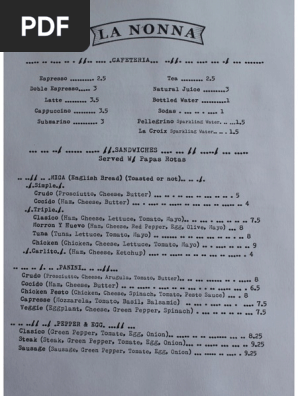 PDF
LA NONNA
CAFETERIA
Espresso 2.5
Tea 2.5
Doble Espresso 3
Natural Juice 3
Latte 3.5
Bottled Water 1
Cappuccino 3.5
Sodas 1
Submarino 3
Pellegrino Sparkling Water 1.5
La Croix Sparkling Water 1.5
SANDWICHES
Served W/ Papas Rotas
MIGA (English Bread) (Toasted or not)
Simple
Crudo (Prosciutto, Cheese, Butter) 5
Cocido (Ham, Cheese, Butter) 4
Triple
Clasico (Ham, Cheese, Lettuce, Tomato, Mayo) 7.5
Morron Y Huevo (Ham, Cheese, Red Pepper, Egg, Olive, Mayo) 8
Tuna (Tuna, Lettuce, Tomato, Mayo) 7
Chicken (Chicken, Lettuce, Tomato, Mayo) 9
Carlito (Ham, Cheese, Ketchup) 4
PANINI
Crudo (Prosciutto, Cheese, Arugula, Tomato, Butter) 8
Cocido (Ham, Cheese, Butter) 6.5
Chicken Pesto (Chicken, Cheese, Spinach, Tomato, Pesto Sauce) 8
Caprese (Mozzarela, Tomato, Basil, Balsamic) 7.5
Veggie (Eggplant, Cheese, Green Pepper, Spinach) 7.5
PEPPER & EGG
Clasico (Green Pepper, Tomato, Egg, Onion) 8.25
Steak (Steak, Green Pepper, Tomato, Egg, Onion) 9.25
Sausage (Sausage, Green Pepper, Tomato, Egg, Onion) 9.25